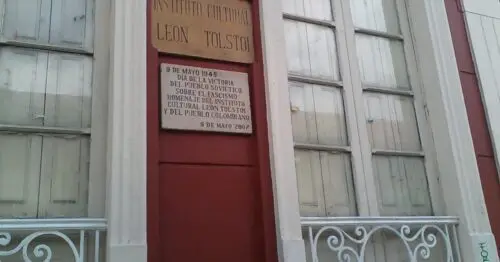 INSTITUTO CULTURAL
LEON TOLSTOI
9 DE MAYO 1945
DIA DE LA VICTORIA
DEL PUEBLO SOVIETICO
SOBRE EL FASCISMO
HOMENAJE DEL INSTITUTO
CULTURAL LEON TOLSTOI
Y DEL PUEBLO COLOMBIANO
9 DE MAYO 2007